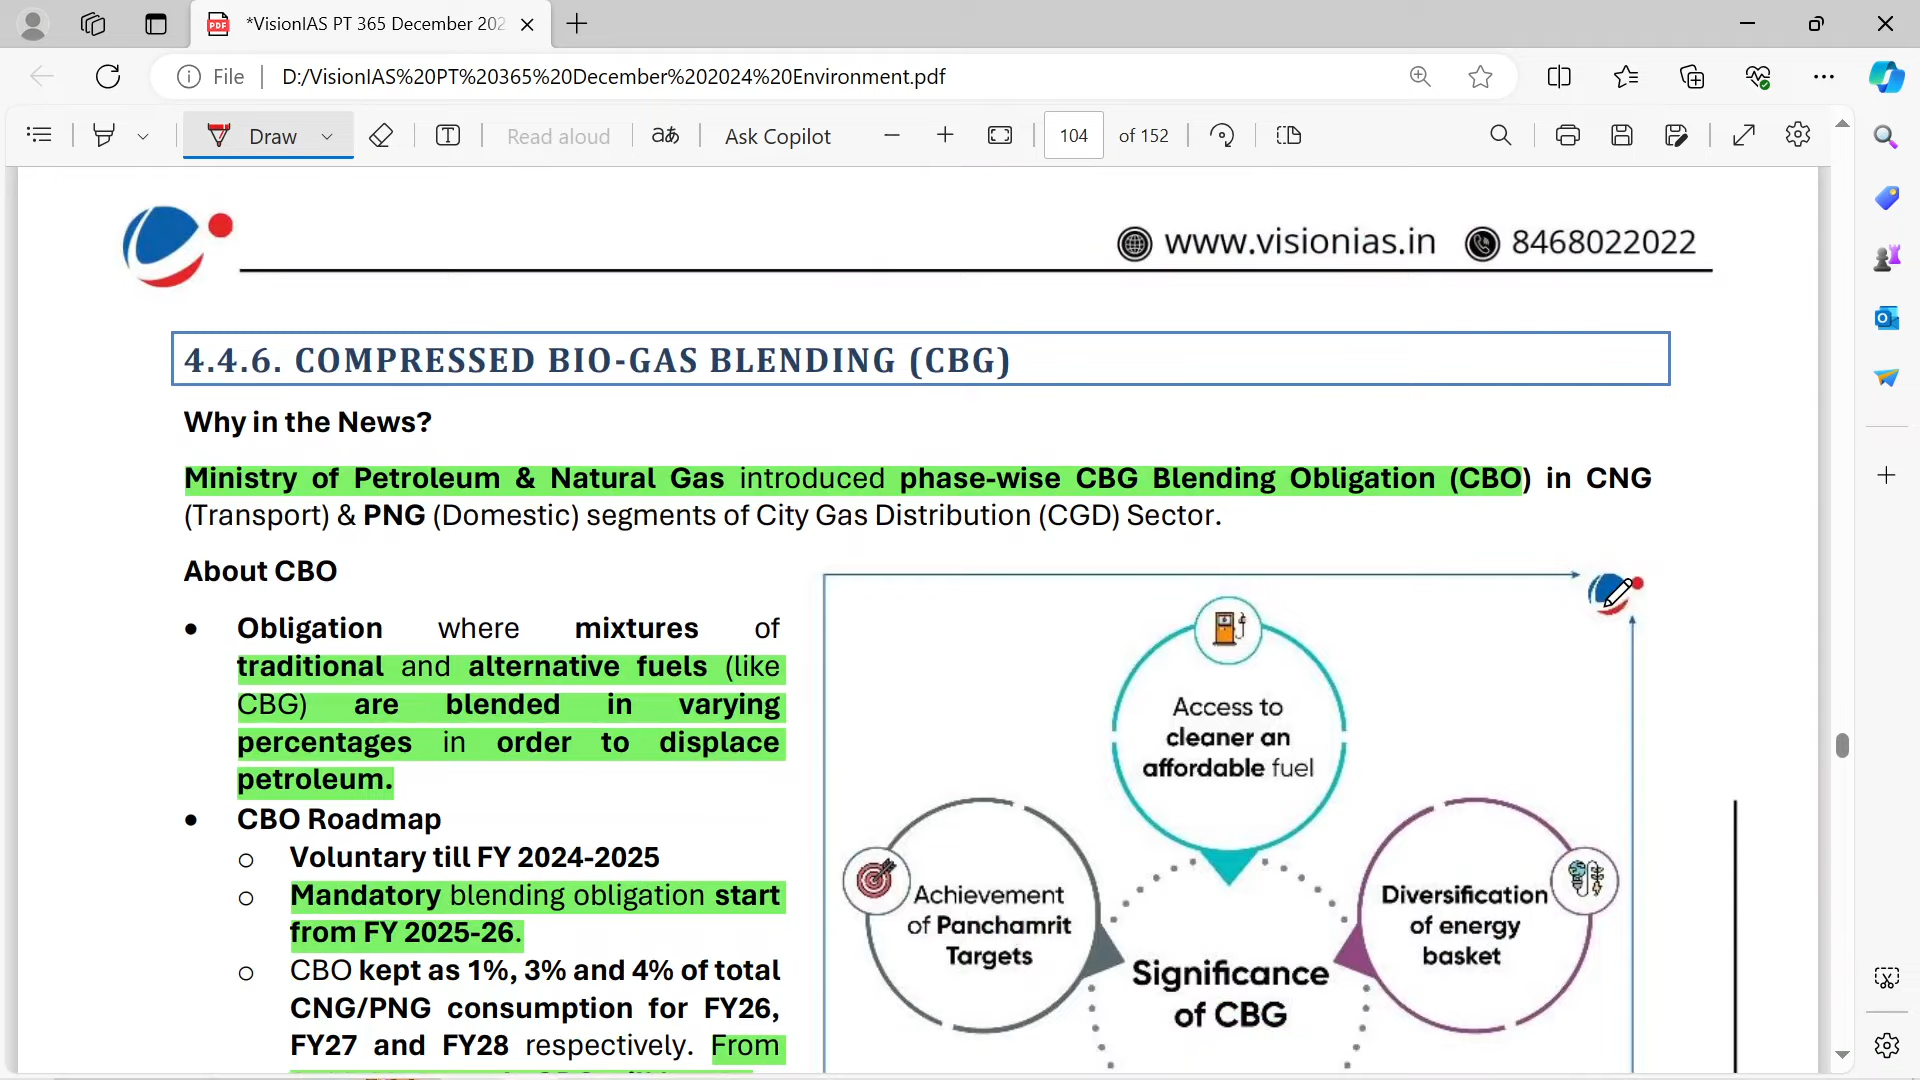 *VisionIAS PT 365 December 202
File
D:/VisionIAS%20PT%20365%20December%202024%20Environment.pdf
Draw
Read aloud
aあ
Ask Copilot
104 of 152
www.visionias.in 8468022022
4.4.6. COMPRESSED BIO-GAS BLENDING (CBG)
Why in the News?
Ministry of Petroleum & Natural Gas introduced phase-wise CBG Blending Obligation (CBO) in CNG
(Transport) & PNG (Domestic) segments of City Gas Distribution (CGD) Sector.
About CBO
• Obligation where mixtures of
traditional and alternative fuels (like
CBG) are blended in varying
percentages in order to displace
petroleum.
• CBO Roadmap
o Voluntary till FY 2024-2025
o Mandatory blending obligation start
from FY 2025-26.
o CBO kept as 1%, 3% and 4% of total
CNG/PNG consumption for FY26,
FY27 and FY28 respectively. From
Access to
cleaner an
affordable fuel
Achievement
of Panchamrit
Targets
Diversification
of energy
basket
Significance
of CBG